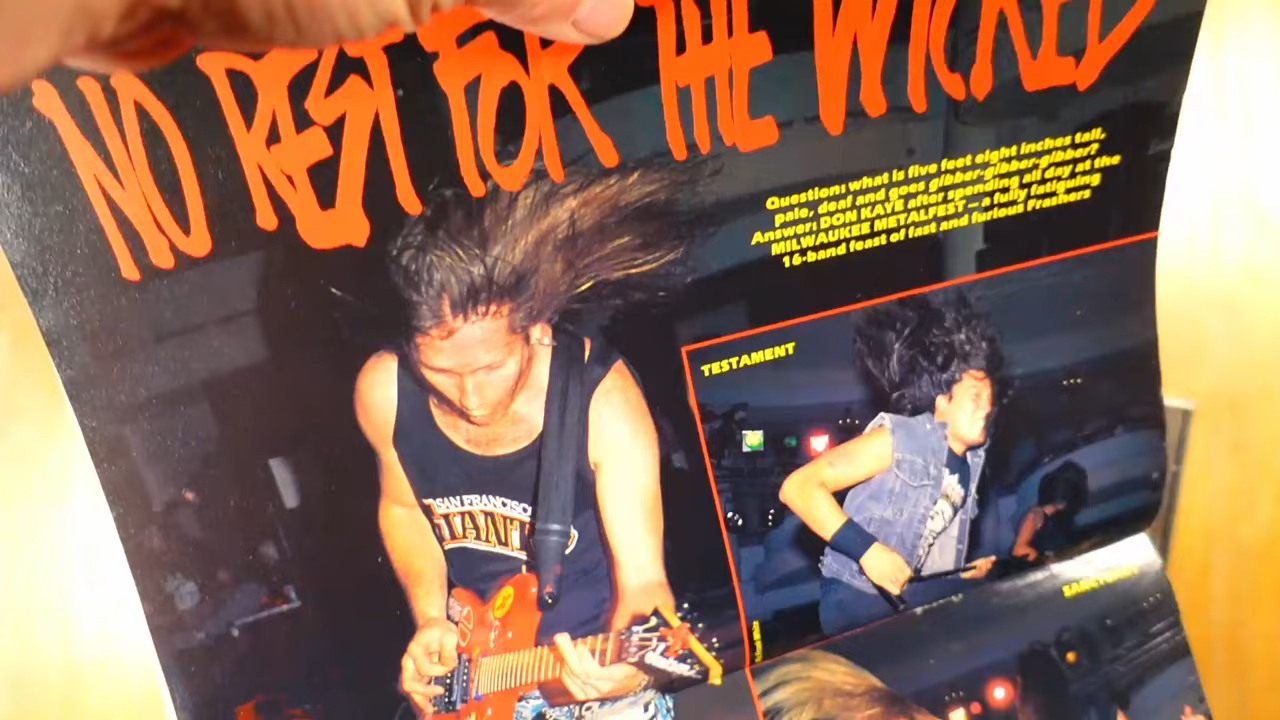 NO REST FOR THE WICKED
Question: what is five feet eight inches tall,
pale, deaf and goes gibber-gibber-gibber?
Answer: DON KAYE after spending all day at the
MILWAUKEE METALFEST — a fully fatiguing
16-band feast of fast and furious Frashers
TESTAMENT
SAN FRANCISCO
GIANTS
SANCTUARY